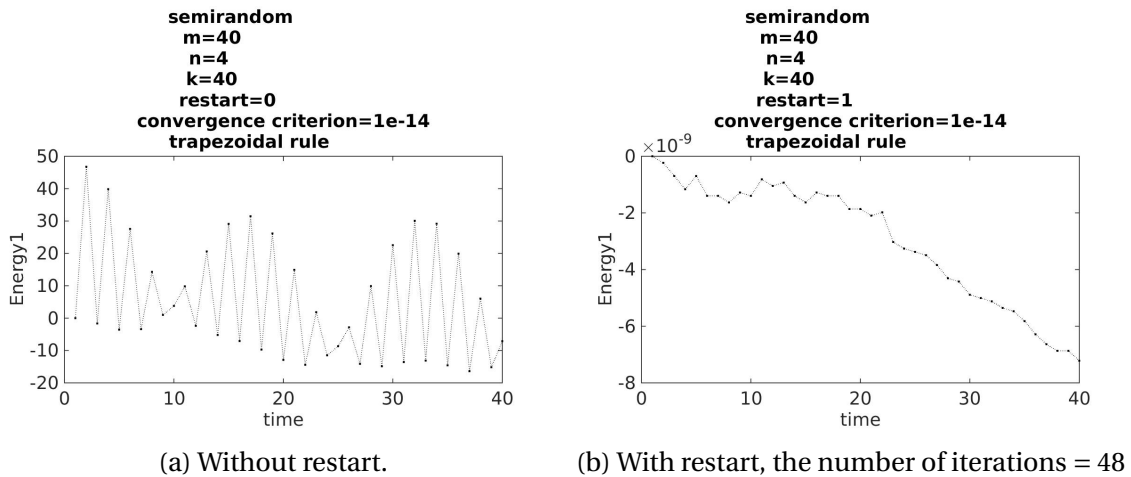 semirandom
m=40
n=4
k=40
restart=0
convergence criterion=1e-14
trapezoidal rule
50
40
30
20
10
0
-10
-20
Energy1
0 10 20 30 40
time
(a) Without restart.
semirandom
m=40
n=4
k=40
restart=1
convergence criterion=1e-14
trapezoidal rule
×10⁻⁹
0
-2
-4
-6
-8
Energy1
0 10 20 30 40
time
(b) With restart, the number of iterations = 48